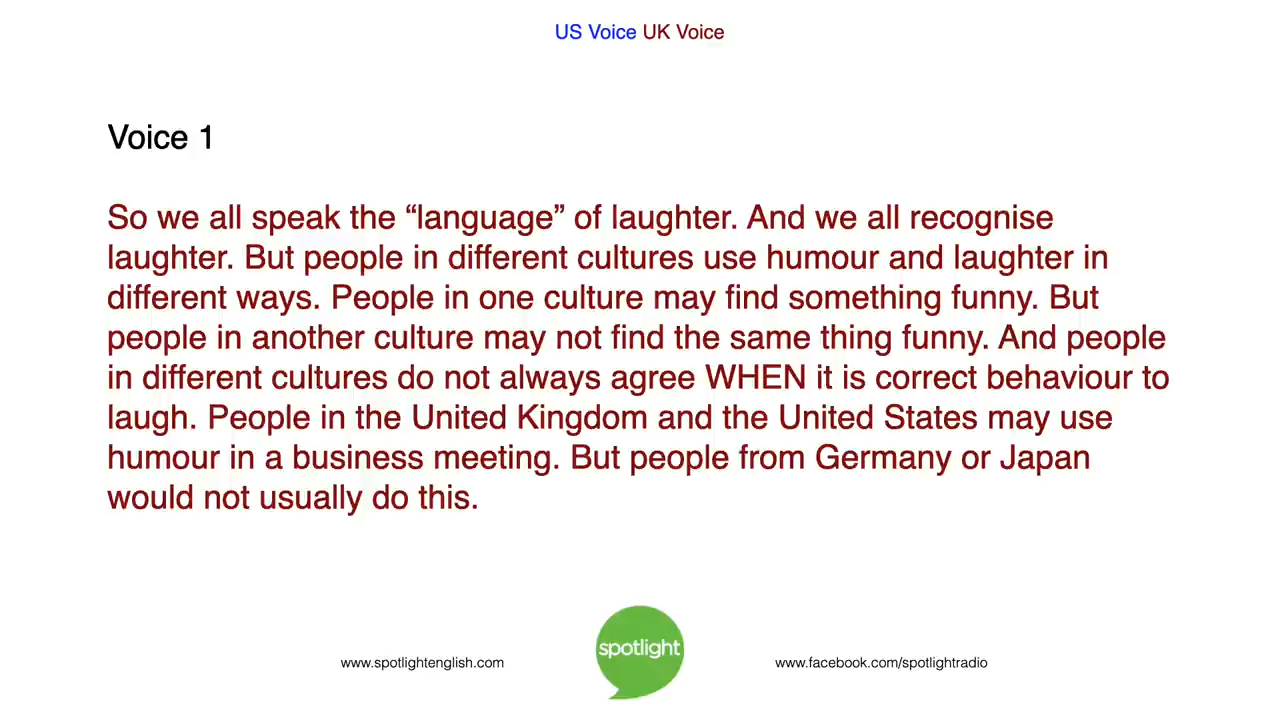 US Voice UK Voice
Voice 1
So we all speak the “language” of laughter. And we all recognise
laughter. But people in different cultures use humour and laughter in
different ways. People in one culture may find something funny. But
people in another culture may not find the same thing funny. And people
in different cultures do not always agree WHEN it is correct behaviour to
laugh. People in the United Kingdom and the United States may use
humour in a business meeting. But people from Germany or Japan
would not usually do this.
www.spotlightenglish.com
spotlight
www.facebook.com/spotlightradio